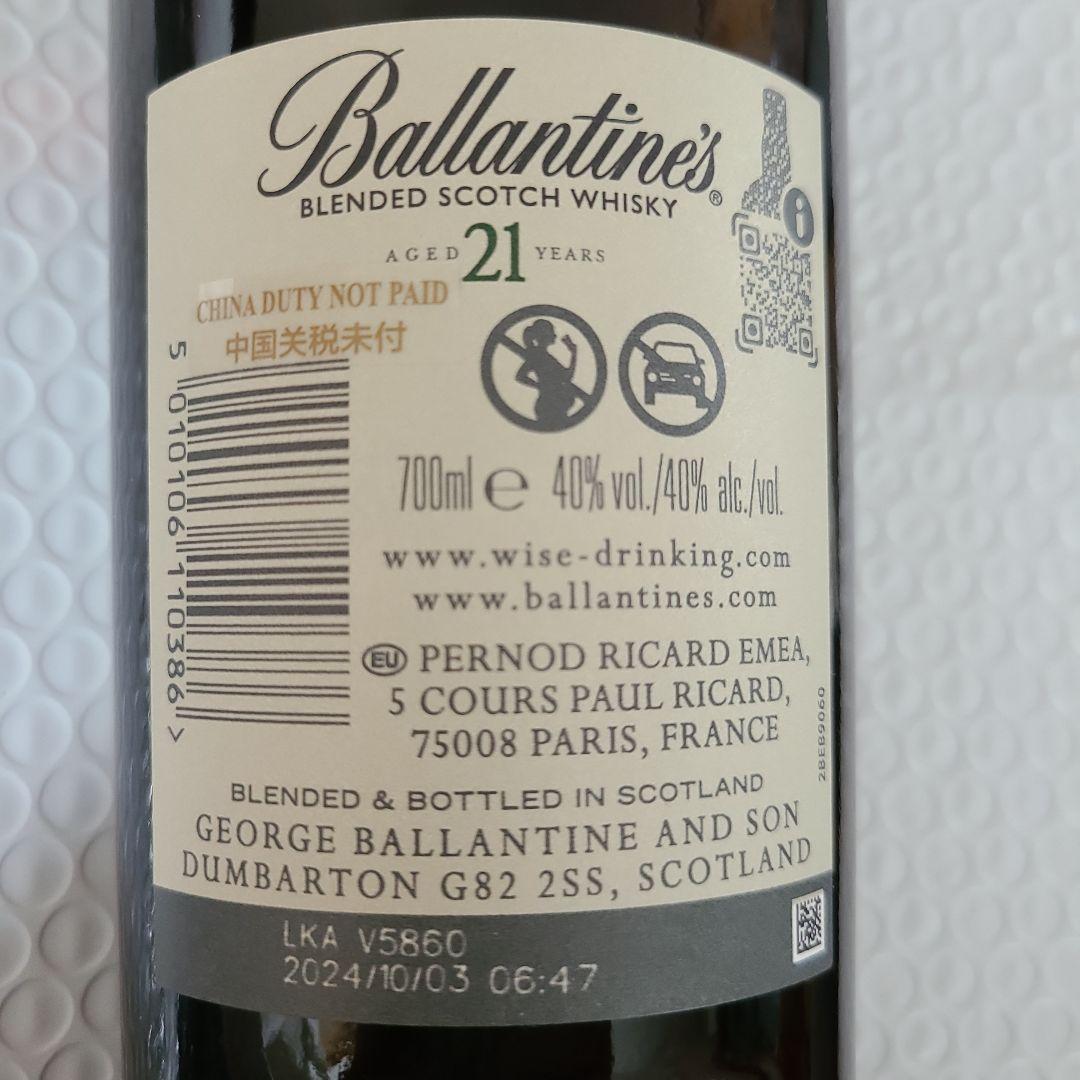 Ballantine's®
BLENDED SCOTCH WHISKY
AGED 21 YEARS
CHINA DUTY NOT PAID
中国关税未付
5 010106 110386 >
700ml ℮ 40% vol./40% alc./vol.
www.wise-drinking.com
www.ballantines.com
EU PERNOD RICARD EMEA,
5 COURS PAUL RICARD,
75008 PARIS, FRANCE
2BEB9060
BLENDED & BOTTLED IN SCOTLAND
GEORGE BALLANTINE AND SON
DUMBARTON G82 2SS, SCOTLAND
LKA V5860
2024/10/03 06:47